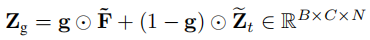 Z_g = g ⊙ F̃ + (1 − g) ⊙ Z̃_t ∈ ℝ^{B×C×N}